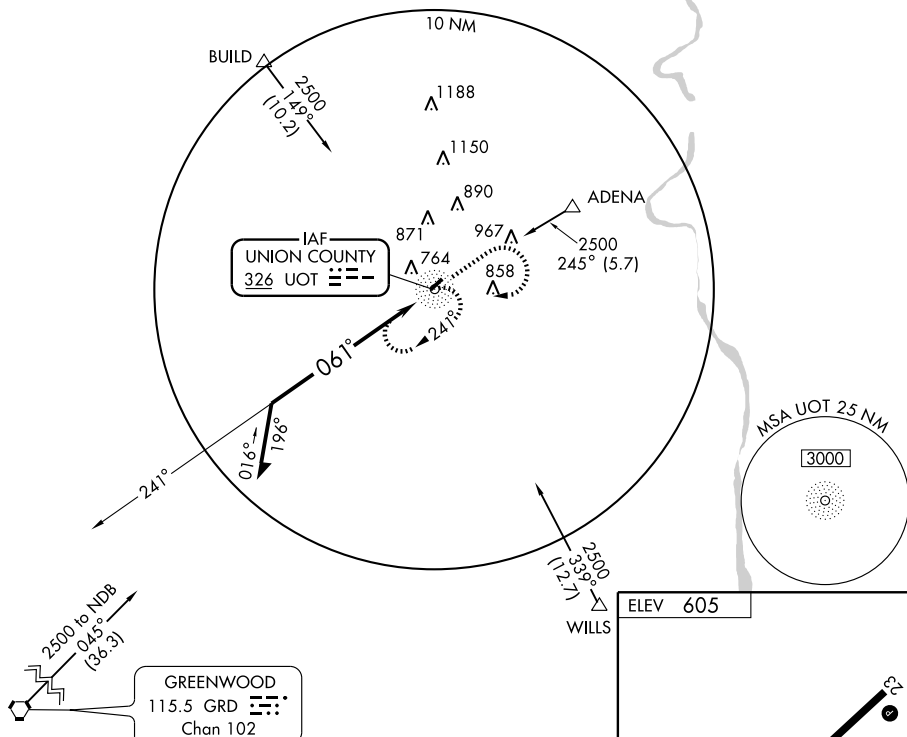 10 NM
BUILD
2500
149°
(10.2)
1188
1150
890
871
ADENA
967
2500
245° (5.7)
IAF
UNION COUNTY
326 UOT
764
858
241°
061°
016°
196°
241°
MSA UOT 25 NM
3000
2500
339°
(12.7)
WILLS
2500 to NDB
045°
(36.3)
GREENWOOD
115.5 GRD
Chan 102
ELEV 605
23
P